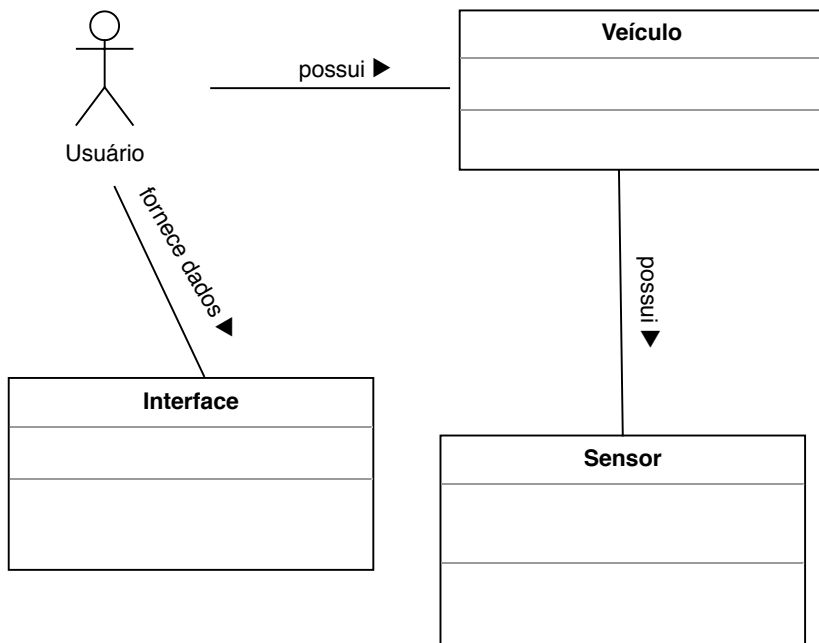 Veículo
possui ▶
Usuário
fornece dados ◀
possui ▼
Interface
Sensor